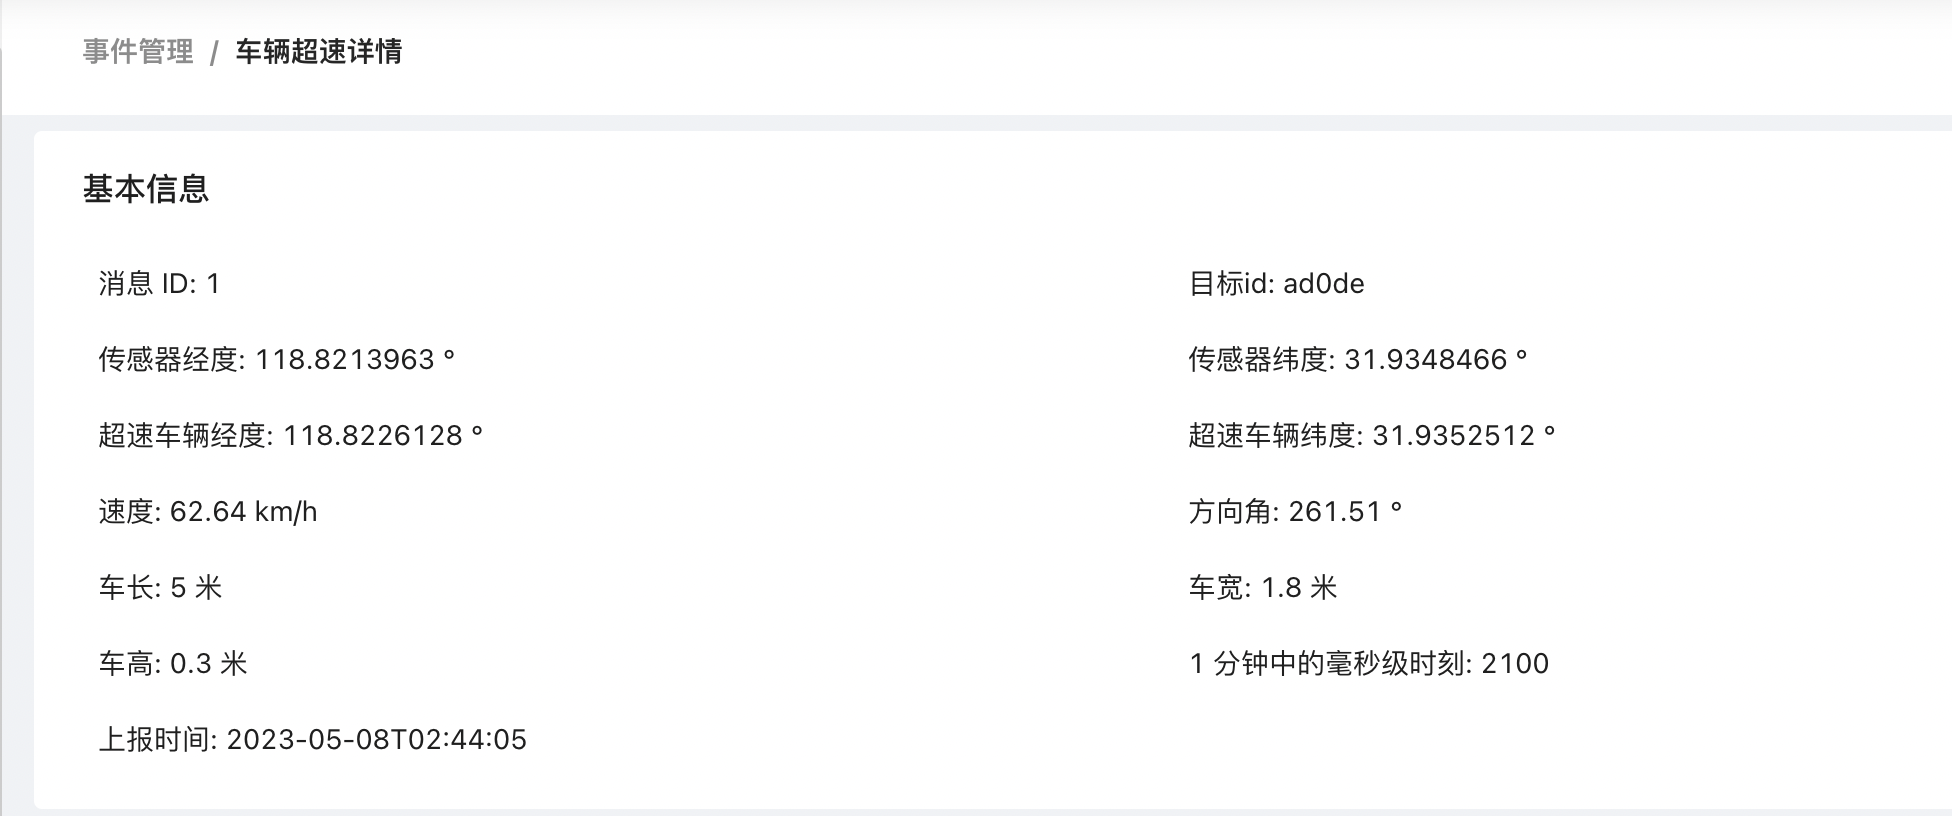 事件管理 / 车辆超速详情
基本信息
消息 ID: 1
目标id: ad0de
传感器经度: 118.8213963 °
传感器纬度: 31.9348466 °
超速车辆经度: 118.8226128 °
超速车辆纬度: 31.9352512 °
速度: 62.64 km/h
方向角: 261.51 °
车长: 5 米
车宽: 1.8 米
车高: 0.3 米
1 分钟中的毫秒级时刻: 2100
上报时间: 2023-05-08T02:44:05